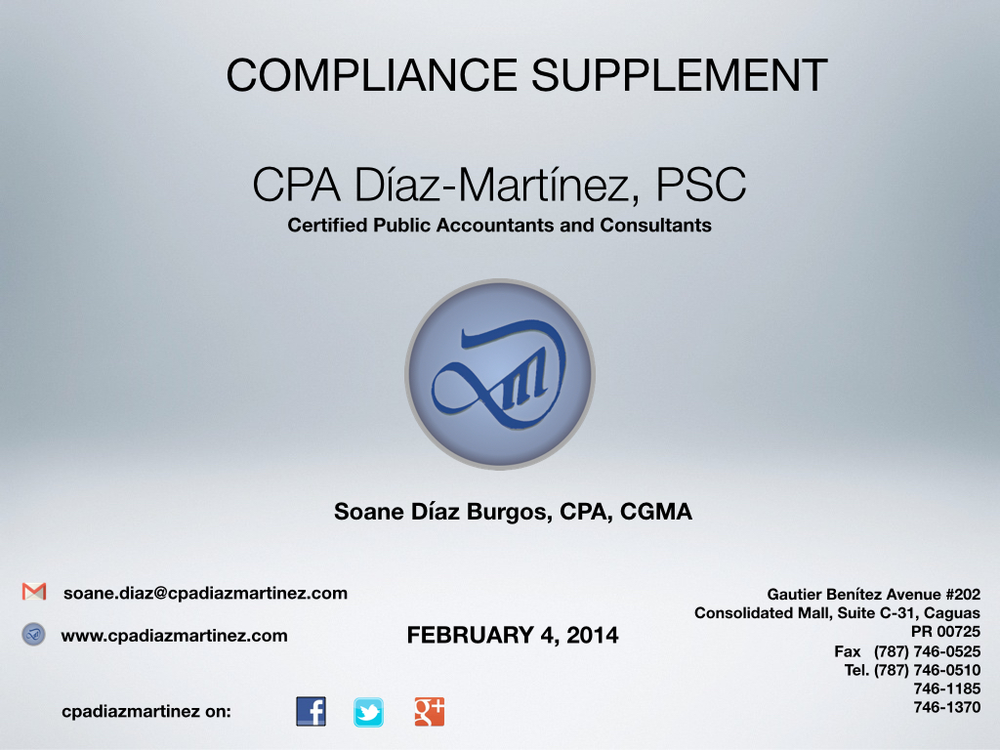 COMPLIANCE SUPPLEMENT
CPA Díaz-Martínez, PSC
Certified Public Accountants and Consultants
Soane Díaz Burgos, CPA, CGMA
soane.diaz@cpadiazmartinez.com
www.cpadiazmartinez.com
FEBRUARY 4, 2014
cpadiazmartinez on:
Gautier Benítez Avenue #202
Consolidated Mall, Suite C-31, Caguas
PR 00725
Fax (787) 746-0525
Tel. (787) 746-0510
746-1185
746-1370